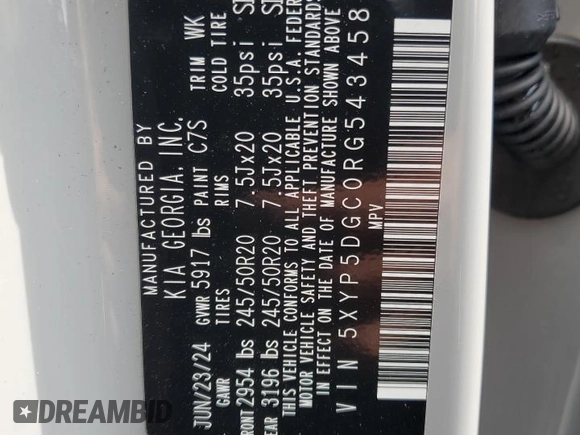 MANUFACTURED BY
KIA GEORGIA, INC.
JUN/23/24 GVWR 5917 lbs PAINT C7S TRIM WK
GAWR TIRES RIMS COLD TIRE
FRONT 2954 lbs 245/50R20 7.5Jx20 35psi
REAR 3196 lbs 245/50R20 7.5Jx20 35psi
THIS VEHICLE CONFORMS TO ALL APPLICABLE U.S.A. FEDER
MOTOR VEHICLE SAFETY AND THEFT PREVENTION STANDARDS
IN EFFECT ON THE DATE OF MANUFACTURE SHOWN ABOVE
VIN 5XYP5DGC0RG543458
MPV
DREAMBID